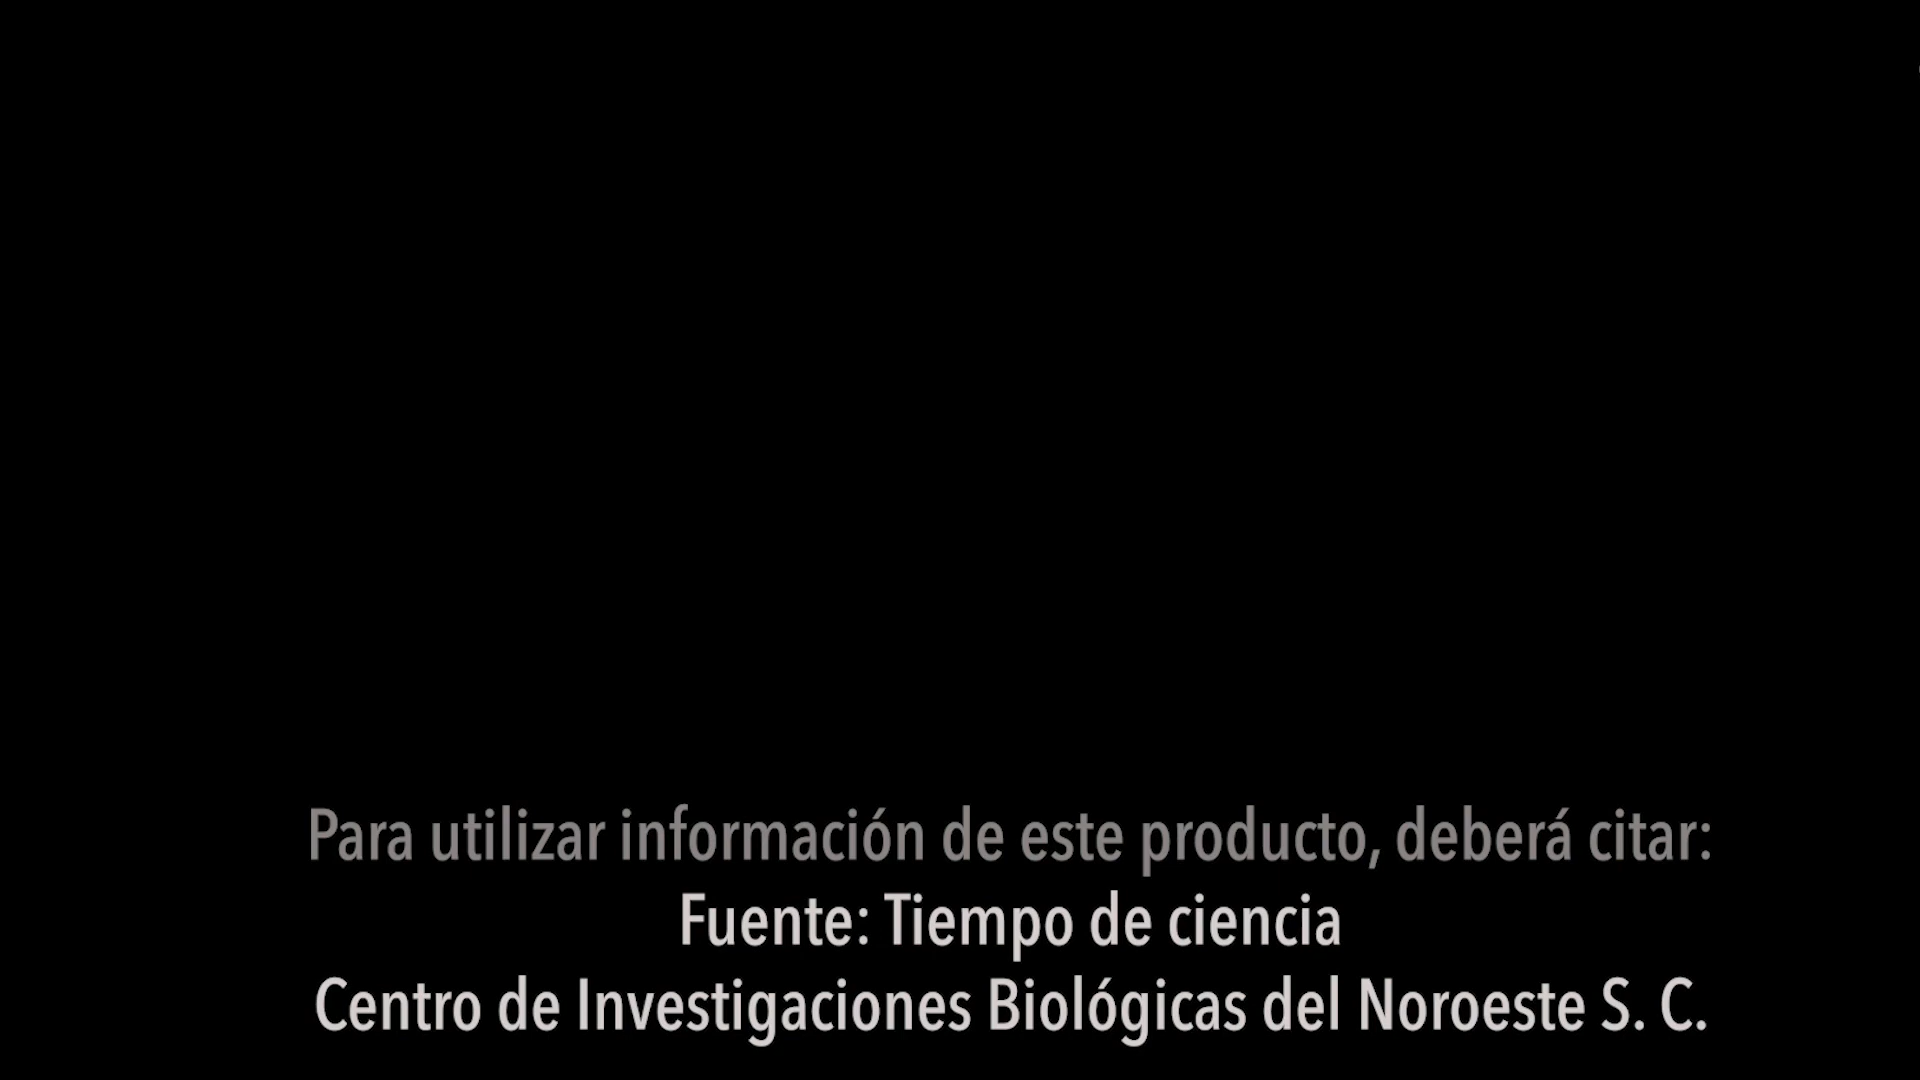 Para utilizar información de este producto, deberá citar:
Fuente: Tiempo de ciencia
Centro de Investigaciones Biológicas del Noroeste S. C.